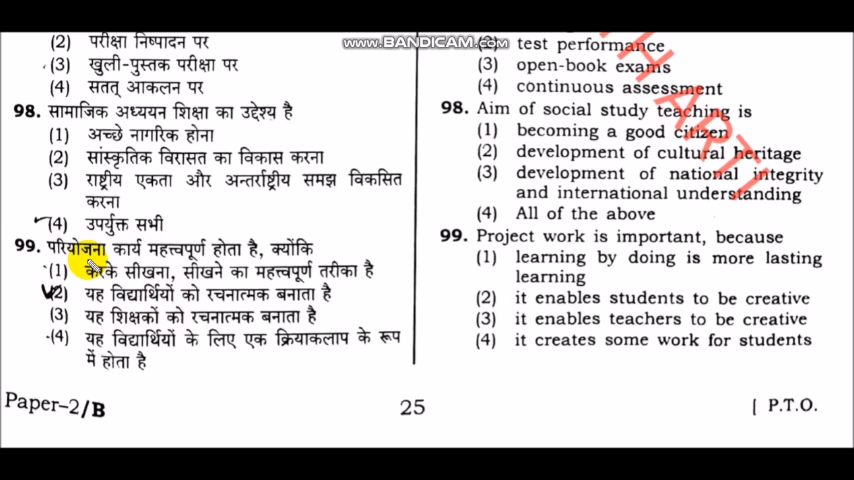 www.BANDICAM.com
(2) परीक्षा निष्पादन पर
(3) खुली-पुस्तक परीक्षा पर
(4) सतत् आकलन पर
98. सामाजिक अध्ययन शिक्षा का उद्देश्य है
(1) अच्छे नागरिक होना
(2) सांस्कृतिक विरासत का विकास करना
(3) राष्ट्रीय एकता और अन्तर्राष्ट्रीय समझ विकसित
करना
(4) उपर्युक्त सभी
99. परियोजना कार्य महत्त्वपूर्ण होता है, क्योंकि
(1) करके सीखना, सीखने का महत्त्वपूर्ण तरीका है
(2) यह विद्यार्थियों को रचनात्मक बनाता है
(3) यह शिक्षकों को रचनात्मक बनाता है
(4) यह विद्यार्थियों के लिए एक क्रियाकलाप के रूप
में होता है
(2) test performance
(3) open-book exams
(4) continuous assessment
98. Aim of social study teaching is
(1) becoming a good citizen
(2) development of cultural heritage
(3) development of national integrity
and international understanding
(4) All of the above
99. Project work is important, because
(1) learning by doing is more lasting
learning
(2) it enables students to be creative
(3) it enables teachers to be creative
(4) it creates some work for students
Paper-2/B
25
[ P.T.O.